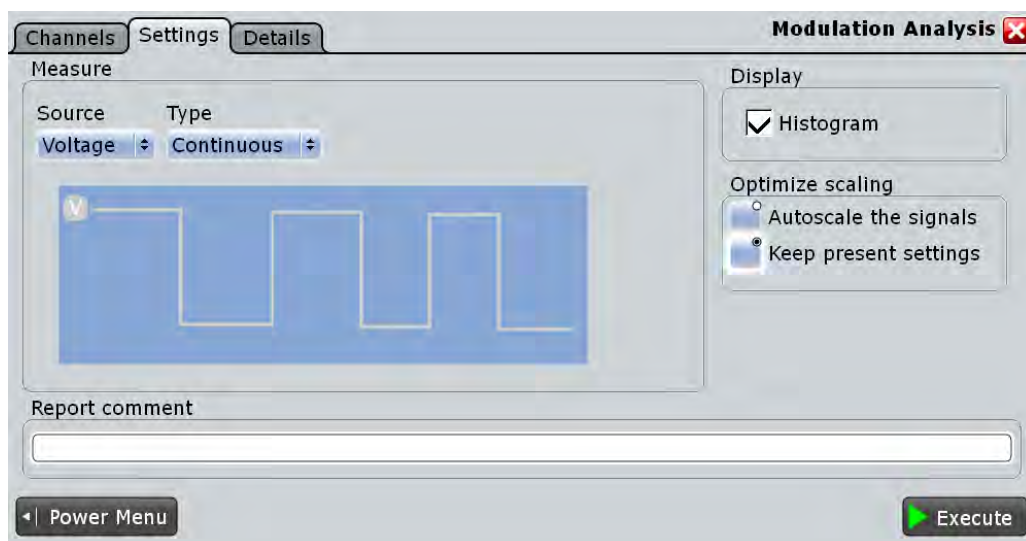 Channels
Settings
Details
Modulation Analysis
Measure
Source
Type
Voltage
Continuous
V
Display
Histogram
Optimize scaling
Autoscale the signals
Keep present settings
Report comment
Power Menu
Execute